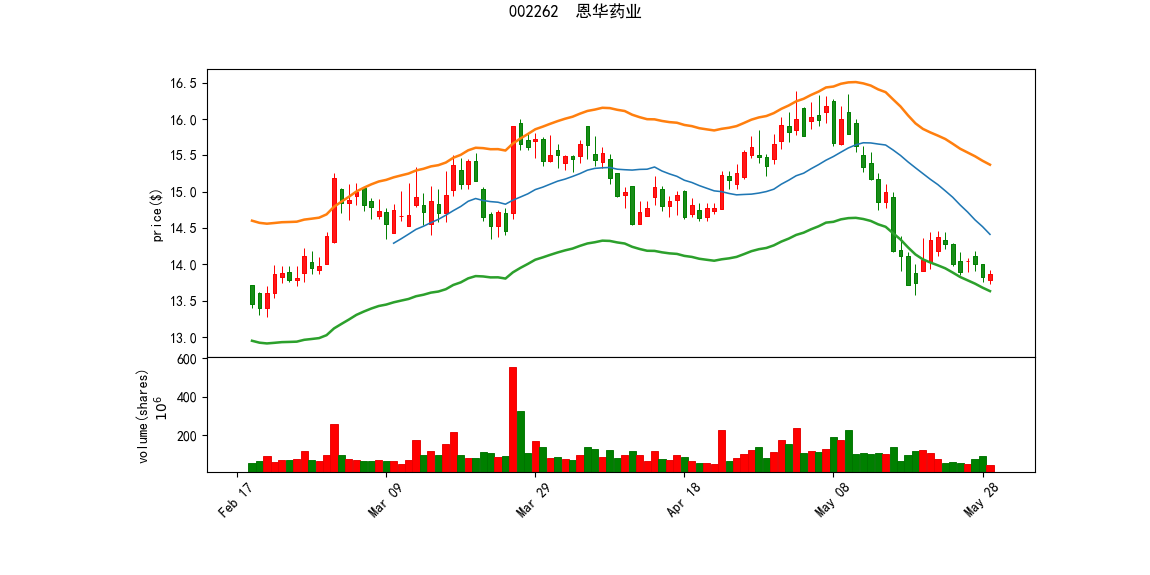 002262 恩华药业
price($)
16.5
16.0
15.5
15.0
14.5
14.0
13.5
13.0
volume(shares)
10^6
600
400
200
Feb 17
Mar 09
Mar 29
Apr 18
May 08
May 28